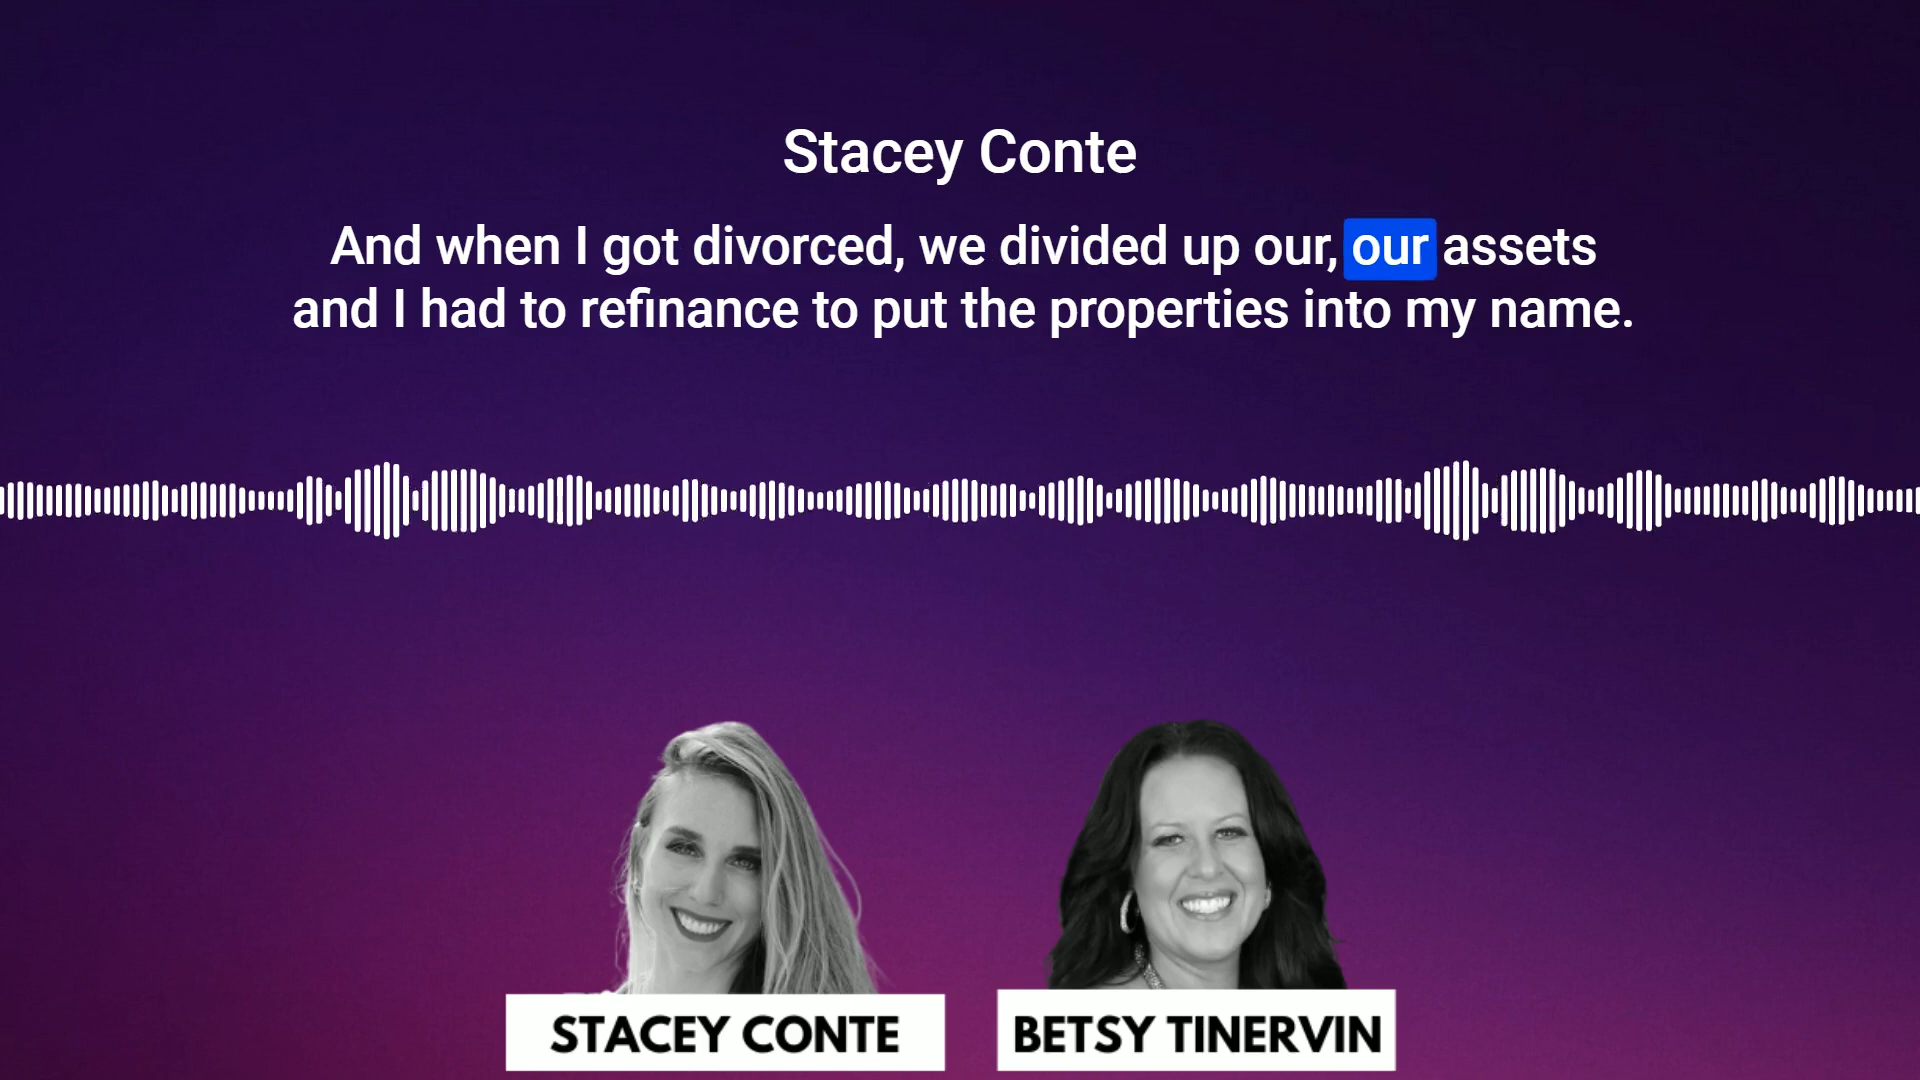 Stacey Conte
And when I got divorced, we divided up our, our assets
and I had to refinance to put the properties into my name.
STACEY CONTE
BETSY TINERVIN